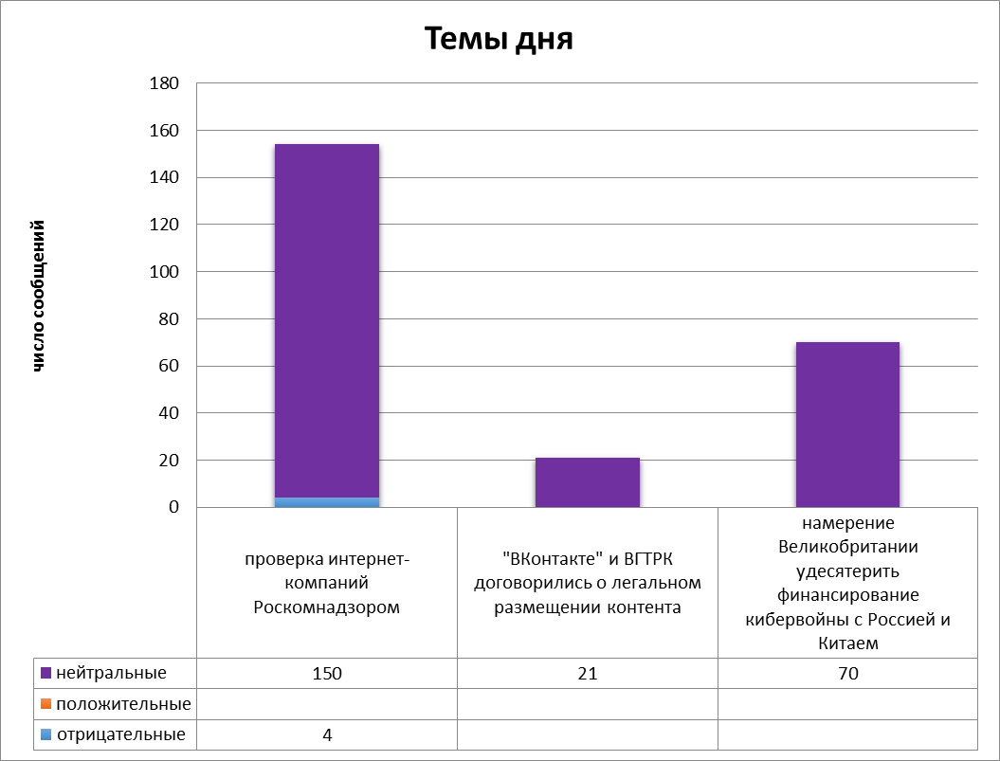 Темы дня
число сообщений
180
160
140
120
100
80
60
40
20
0
проверка интернет-
компаний
Роскомнадзором
"ВКонтакте" и ВГТРК
договорились о легальном
размещении контента
намерение
Великобритании
удесятерить
финансирование
кибервойны с Россией и
Китаем
нейтральные 150 21 70
положительные
отрицательные 4